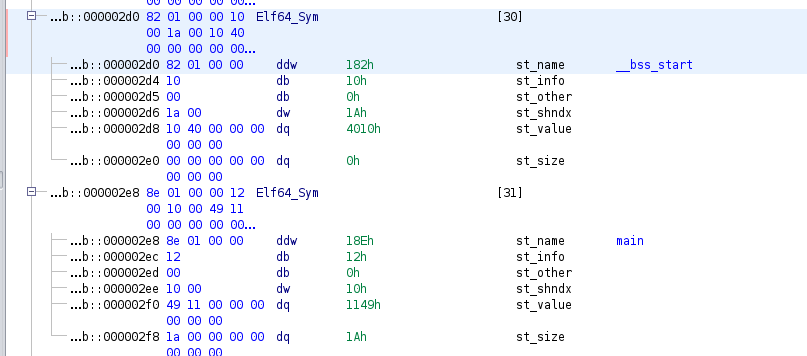 ...b::000002d0 82 01 00 00 10 Elf64_Sym [30]
00 1a 00 10 40
00 00 00 00 00...
...b::000002d0 82 01 00 00 ddw 182h st_name __bss_start
...b::000002d4 10 db 10h st_info
...b::000002d5 00 db 0h st_other
...b::000002d6 1a 00 dw 1Ah st_shndx
...b::000002d8 10 40 00 00 00 dq 4010h st_value
00 00 00
...b::000002e0 00 00 00 00 00 dq 0h st_size
00 00 00
...b::000002e8 8e 01 00 00 12 Elf64_Sym [31]
00 10 00 49 11
00 00 00 00 00...
...b::000002e8 8e 01 00 00 ddw 18Eh st_name main
...b::000002ec 12 db 12h st_info
...b::000002ed 00 db 0h st_other
...b::000002ee 10 00 dw 10h st_shndx
...b::000002f0 49 11 00 00 00 dq 1149h st_value
00 00 00
...b::000002f8 1a 00 00 00 00 dq 1Ah st_size
00 00 00